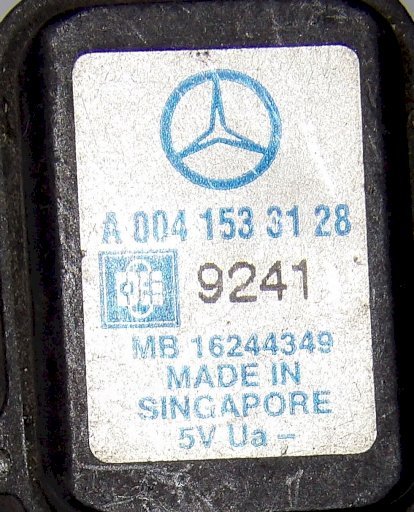 A 004 153 31 28
9241
MB 16244349
MADE IN
SINGAPORE
5V Ua -